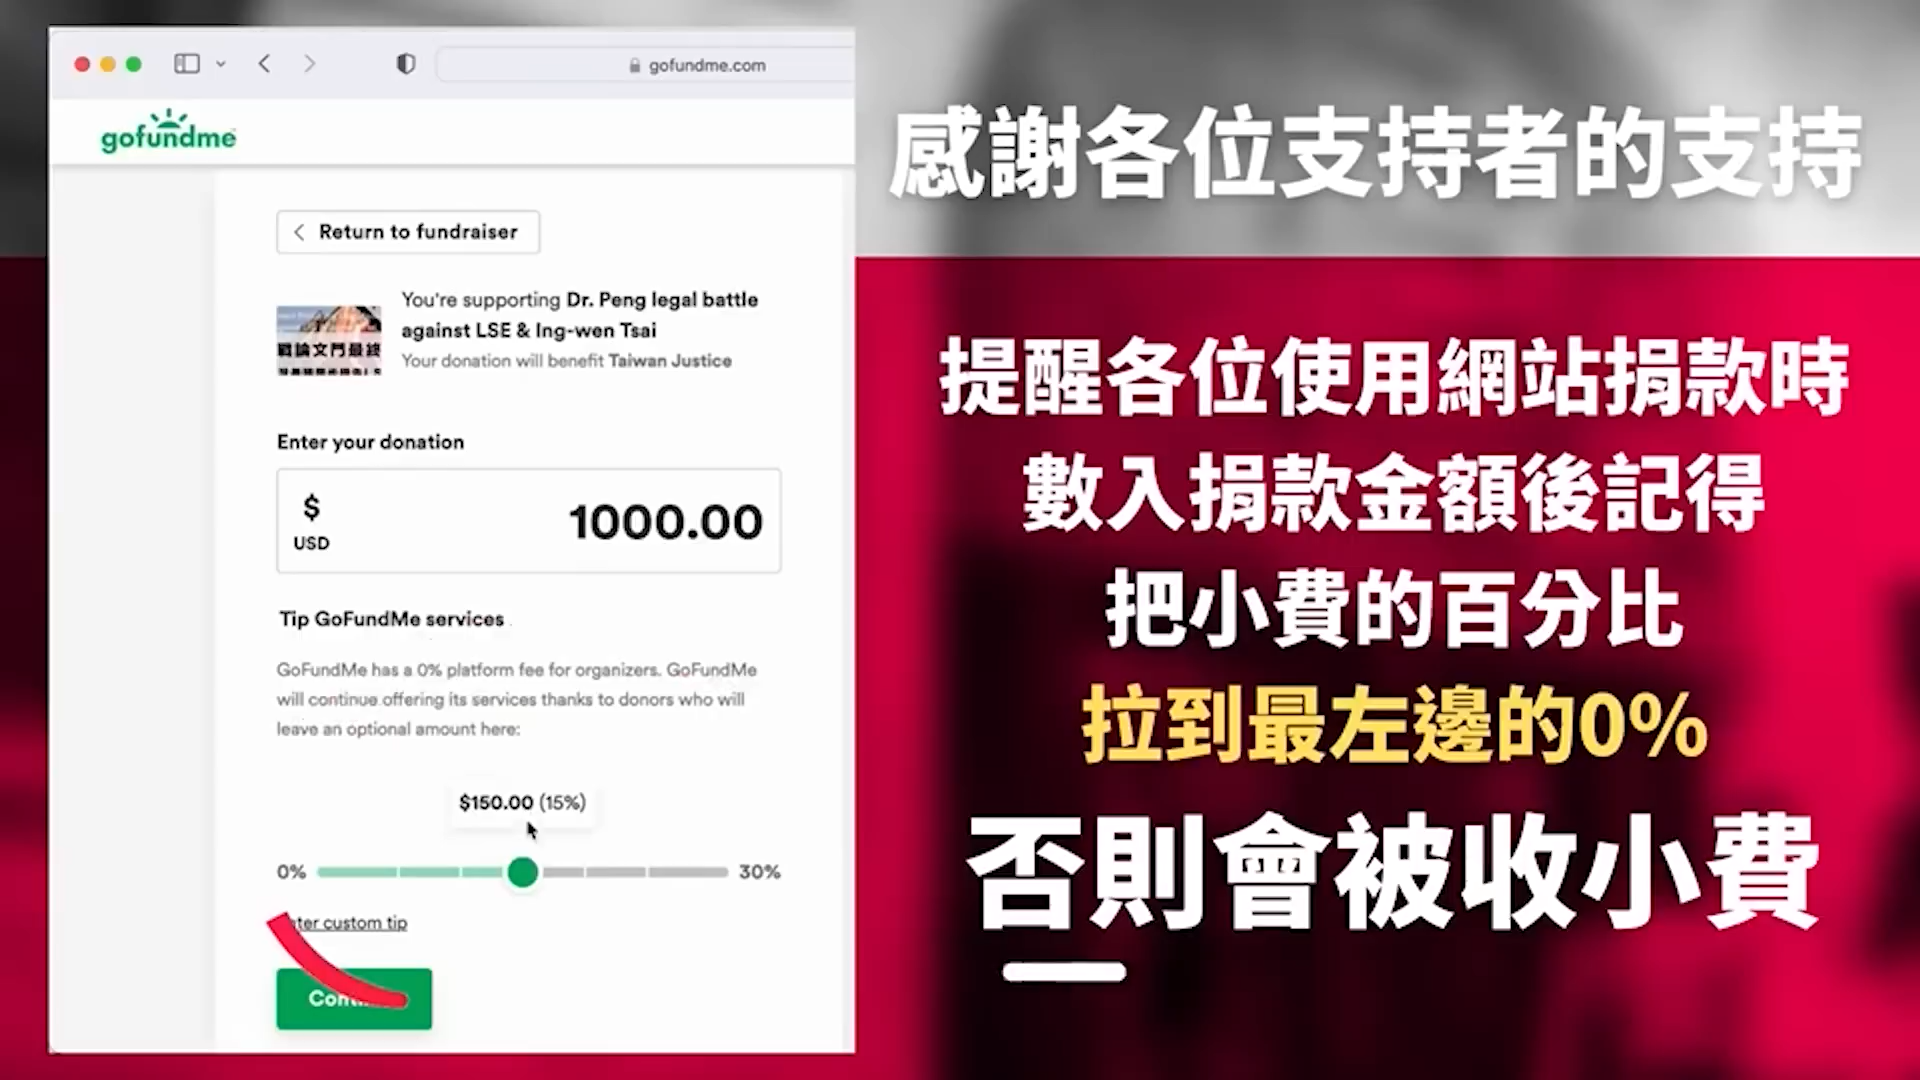 gofundme.com
gofundme
Return to fundraiser
You're supporting Dr. Peng legal battle
against LSE & Ing-wen Tsai
Your donation will benefit Taiwan Justice
戰論文門最終
Enter your donation
$
USD
1000.00
Tip GoFundMe services
GoFundMe has a 0% platform fee for organizers. GoFundMe
will continue offering its services thanks to donors who will
leave an optional amount here:
$150.00 (15%)
0%
30%
ter custom tip
感謝各位支持者的支持
提醒各位使用網站捐款時
數入捐款金額後記得
把小費的百分比
拉到最左邊的0%
否則會被收小費